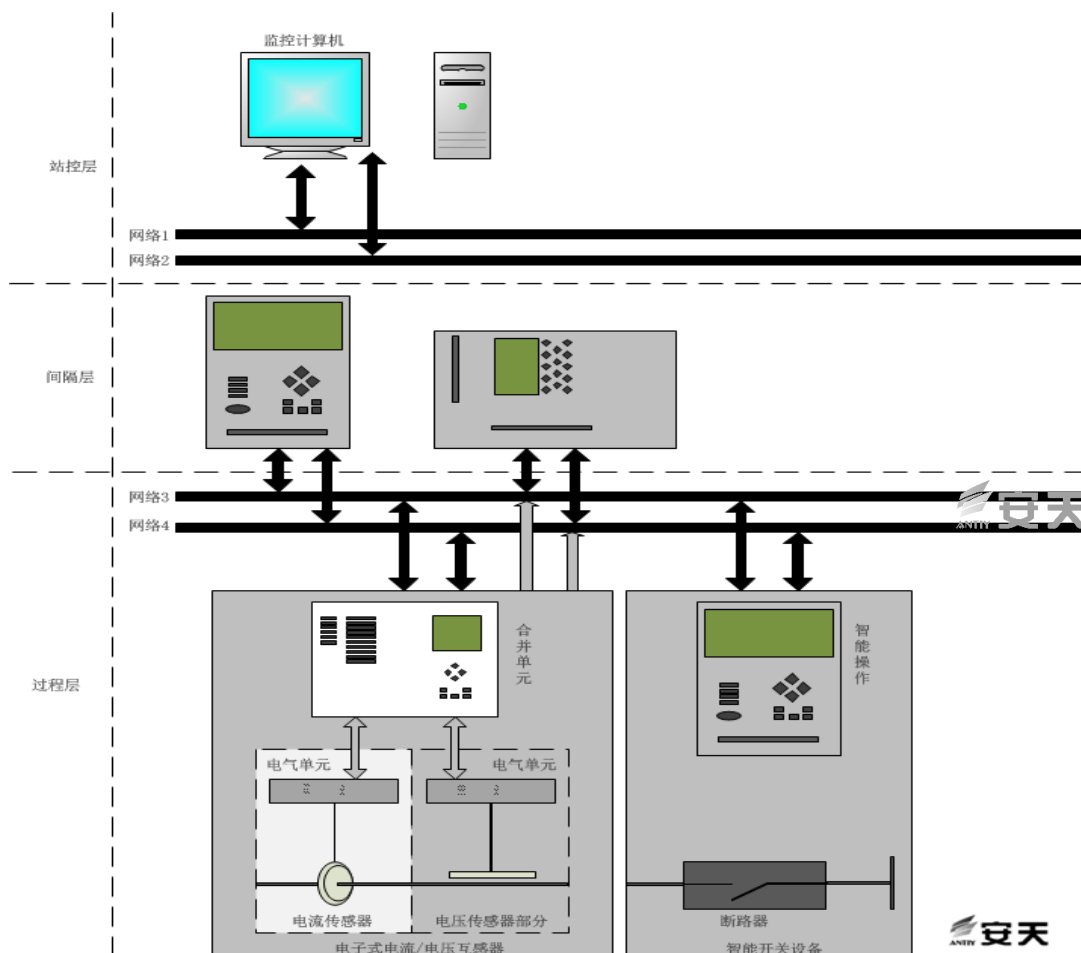 监控计算机
站控层
网络1
网络2
间隔层
网络3
网络4
安天
ANTIY
合并单元
智能操作
过程层
电气单元
电气单元
电流传感器
电压传感器部分
断路器
电子式电流/电压互感器
智能开关设备
安天
ANTIY